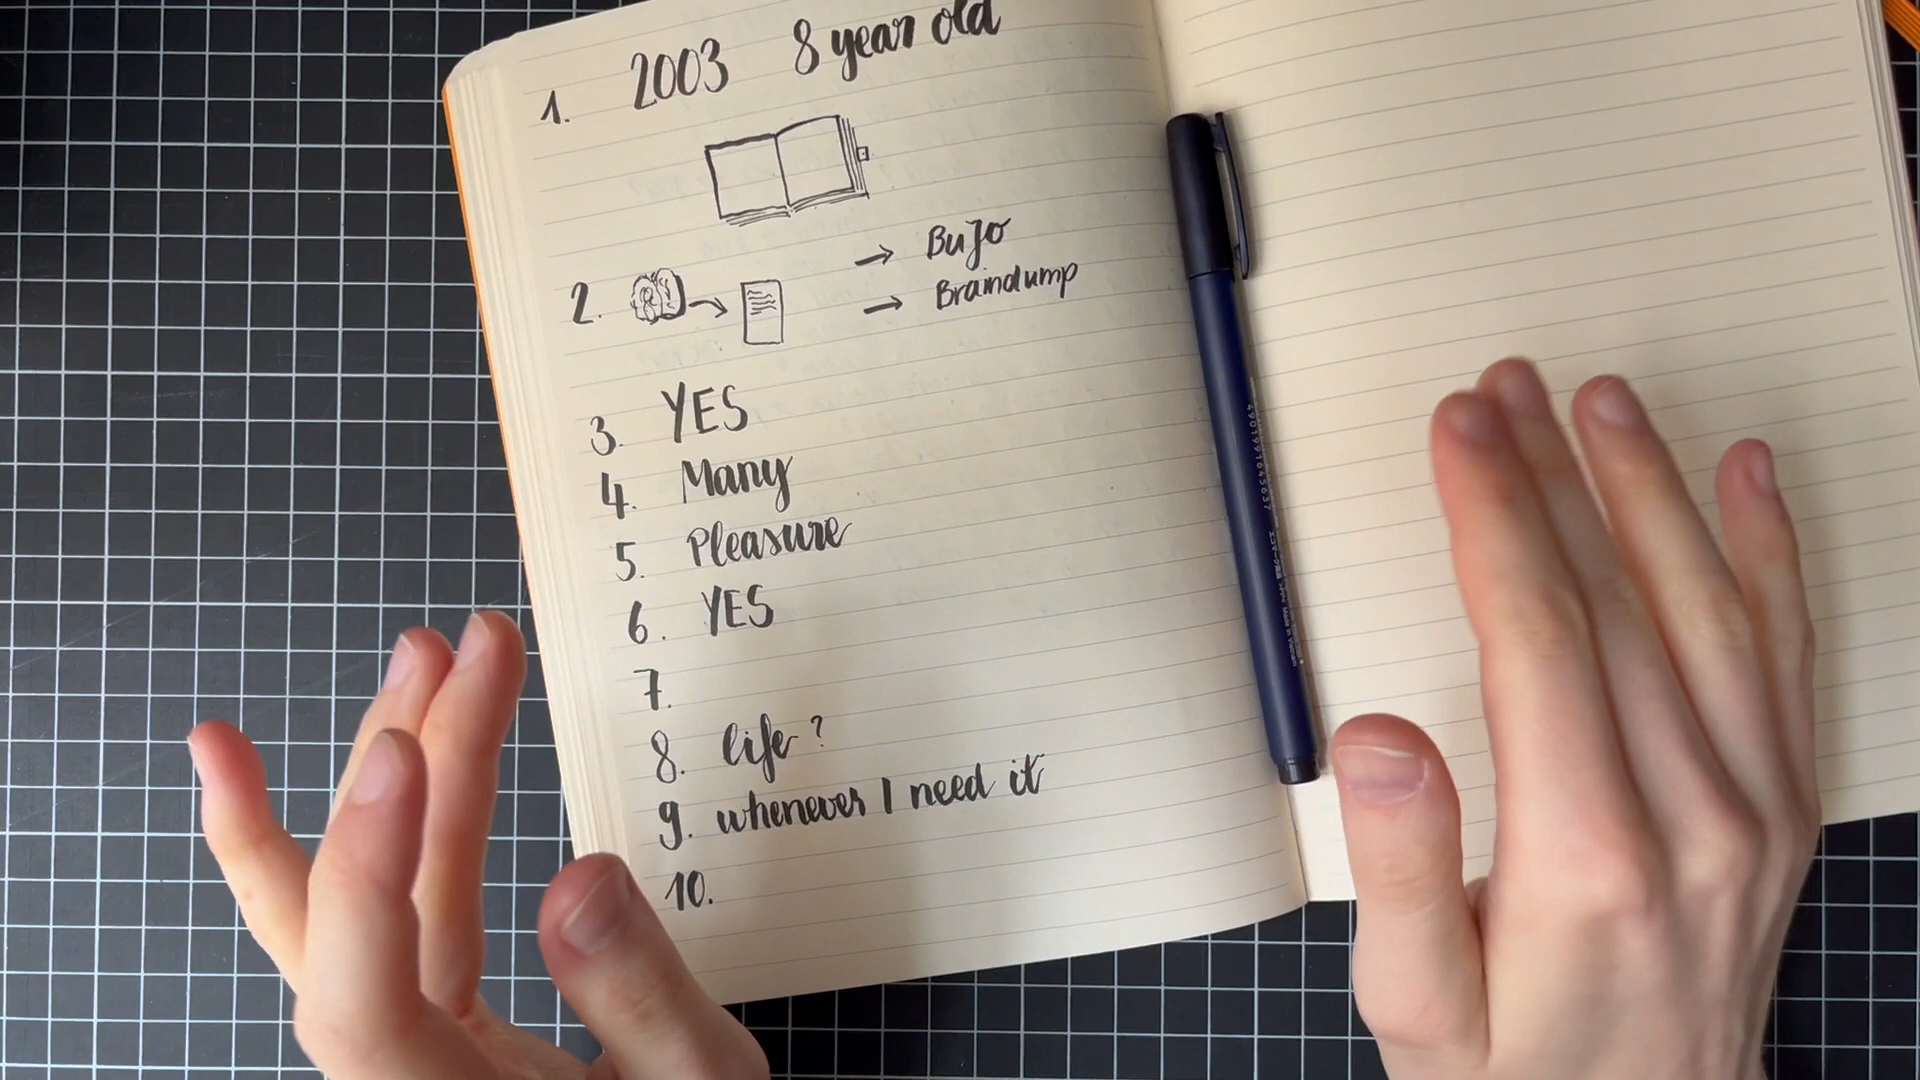 1. 2003 8 year old
2. → BuJo
→ Braindump
3. YES
4. Many
5. Pleasure
6. YES
7.
8. life?
9. whenever I need it
10.